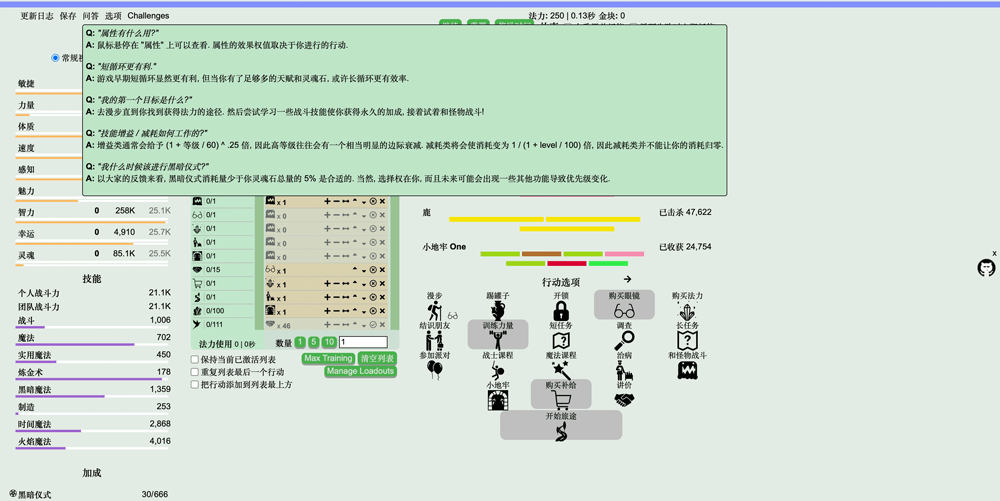 更新日志 保存 问答 选项 Challenges
法力: 250 | 0.13秒 金块: 0
Q: "属性有什么用?"
A: 鼠标悬停在 "属性" 上可以查看. 属性的效果权值取决于你进行的行动.
Q: "短循环更有利."
A: 游戏早期短循环显然更有利, 但当你有了足够多的天赋和灵魂石, 或许长循环更有效率.
Q: "我的第一个目标是什么?"
A: 去漫步直到你找到获得法力的途径. 然后尝试学习一些战斗技能使你获得永久的加成, 接着试着和怪物战斗!
Q: "技能增益 / 减耗如何工作的?"
A: 增益类通常会给予 (1 + 等级 / 60) ^ .25 倍, 因此高等级往往会有一个相当明显的边际衰减. 减耗类将会使消耗变为 1 / (1 + level / 100) 倍, 因此减耗类并不能让你的消耗归零.
Q: "我什么时候该进行黑暗仪式?"
A: 以大家的反馈来看, 黑暗仪式消耗量少于你灵魂石总量的 5% 是合适的. 当然, 选择权在你, 而且未来可能会出现一些其他功能导致优先级变化.
敏捷
力量
体质
速度
感知
魅力
智力 0 258K 25.1K
幸运 0 4,910 25.7K
灵魂 0 85.1K 25.5K
技能
个人战斗力 21.1K
团队战斗力 21.1K
战斗 1,006
魔法 702
实用魔法 450
炼金术 178
黑暗魔法 1,359
制造 253
时间魔法 2,868
火焰魔法 4,016
加成
黑暗仪式 30/666
0/1 x 1
0/1 x 0
0/1 x 0
0/1 x 0
0/1 x 0
0/15 x 1
0/1 x 1
0/1 x 1
0/100 x 1
0/111 x 46
法力使用 0 | 0秒 数量 1 5 10 1
保持当前已激活列表 Max Training 清空列表
重复列表最后一个行动 Manage Loadouts
把行动添加到列表最上方
鹿 已击杀 47,622
小地牢 One 已收获 24,754
x
行动选项
漫步 踢罐子 开锁 购买眼镜 购买法力
结识朋友 训练力量 短任务 调查 长任务
参加派对 战士课程 魔法课程 治病 和怪物战斗
小地牢 购买补给 讲价
开始旅途